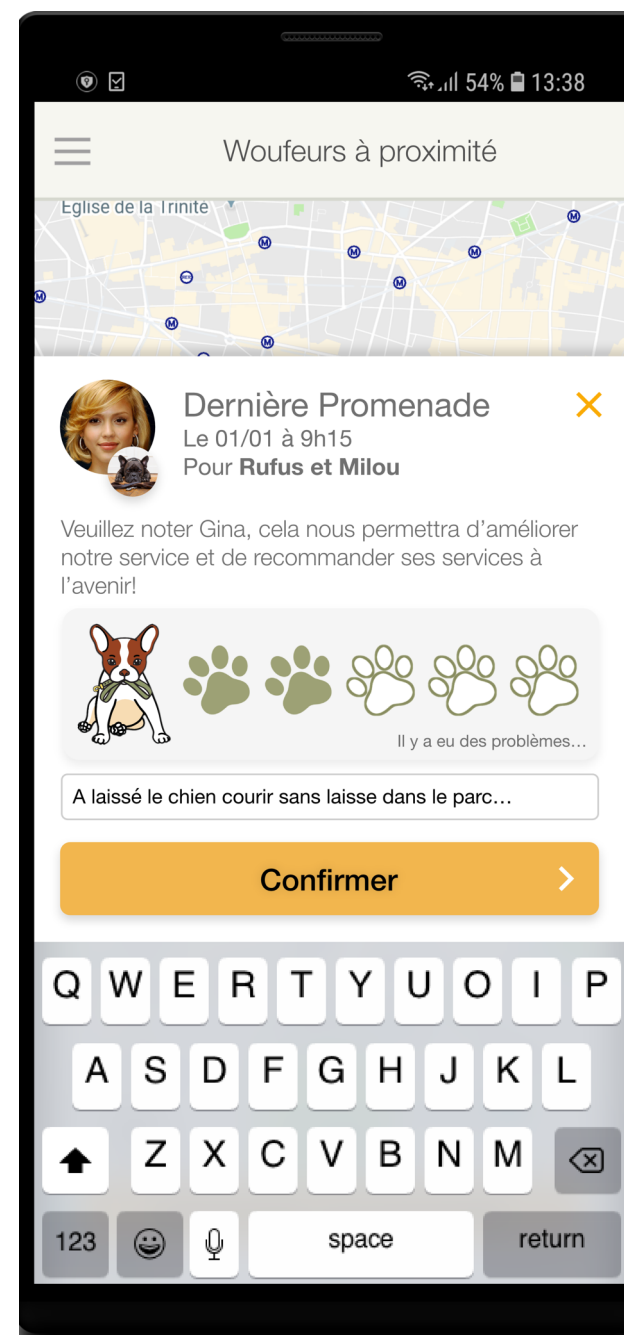 54% 13:38
Woufeurs à proximité
Église de la Trinité
M
M
M
M
RER
M
M
M
M
Dernière Promenade
Le 01/01 à 9h15
Pour Rufus et Milou
Veuillez noter Gina, cela nous permettra d’améliorer
notre service et de recommander ses services à
l’avenir!
Il y a eu des problèmes...
A laissé le chien courir sans laisse dans le parc...
Confirmer
Q W E R T Y U O I P
A S D F G H J K L
Z X C V B N M
123 space return